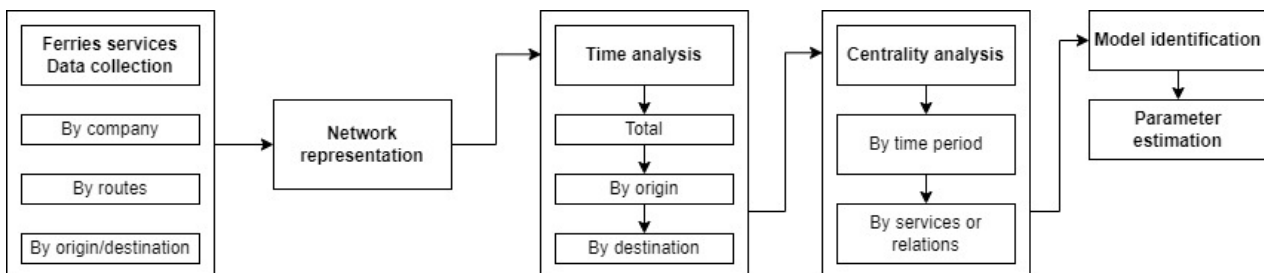 Ferries services
Data collection
By company
By routes
By origin/destination
Network
representation
Time analysis
Total
By origin
By destination
Centrality analysis
By time period
By services or
relations
Model identification
Parameter
estimation